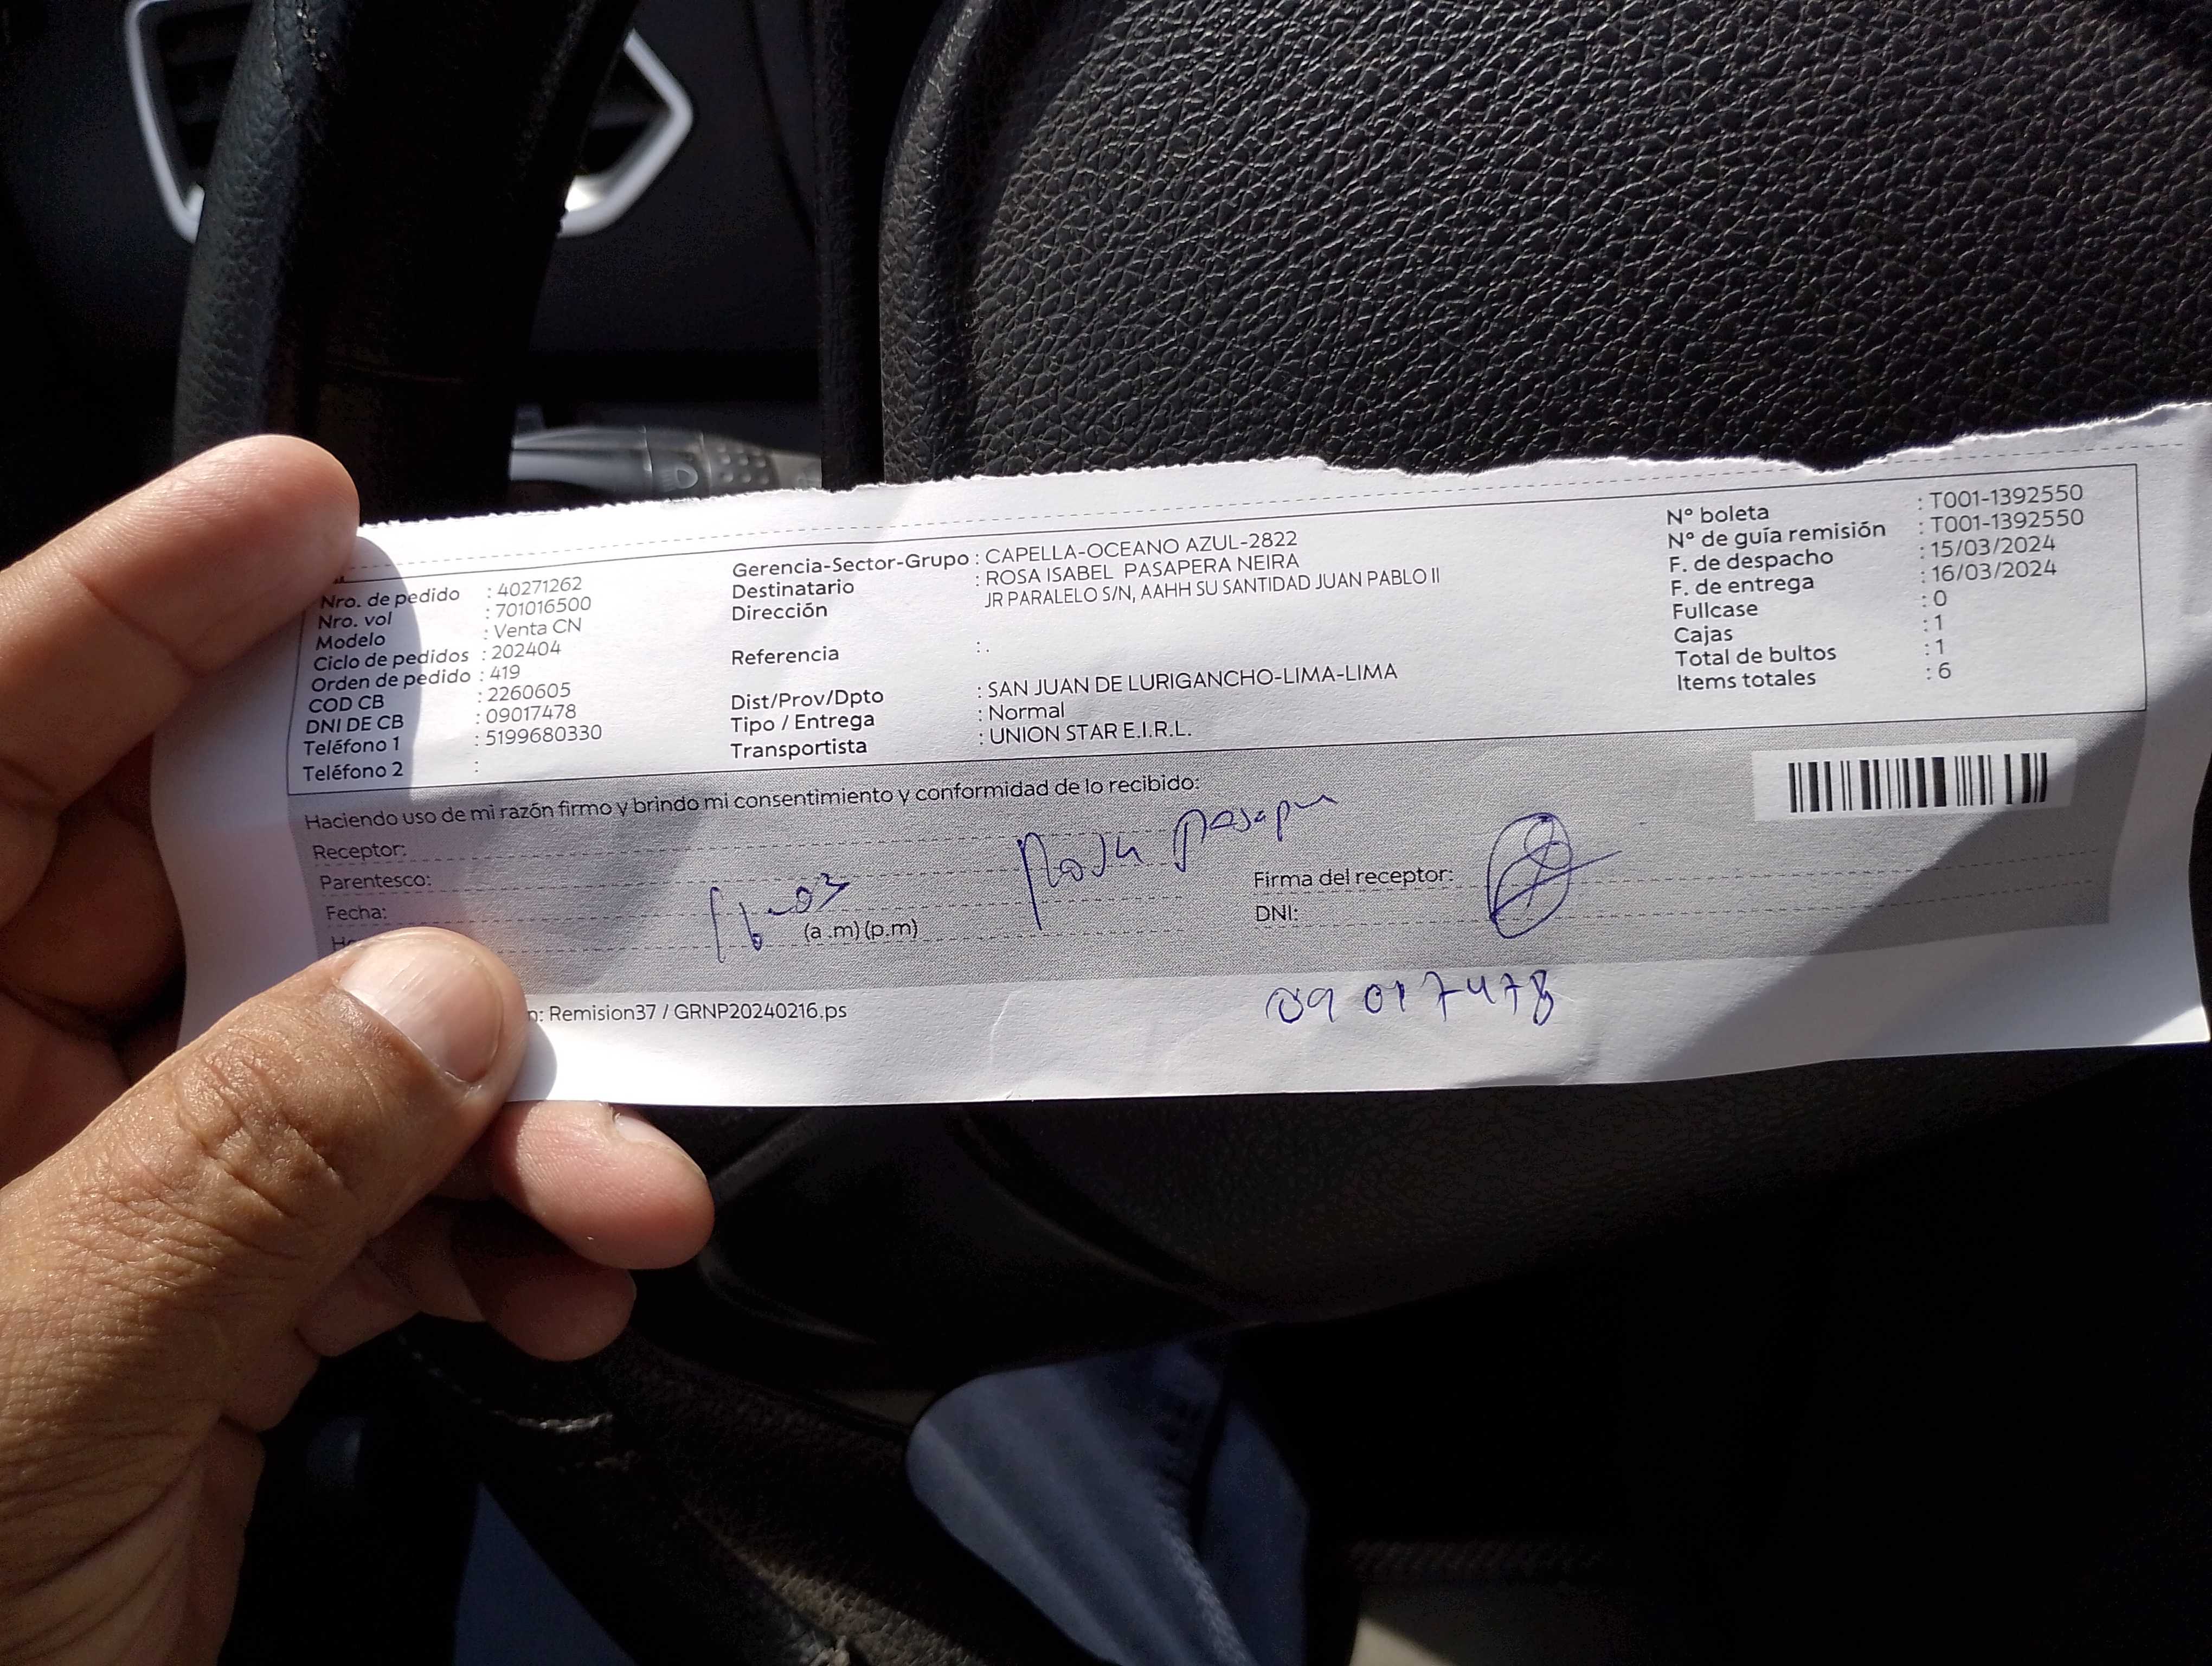 Nro. de pedido : 40271262
Nro. vol : 701016500
Modelo : Venta CN
Ciclo de pedidos : 202404
Orden de pedido : 419
COD CB : 2260605
DNI DE CB : 09017478
Teléfono 1 : 5199680330
Teléfono 2 :
Gerencia-Sector-Grupo : CAPELLA-OCEANO AZUL-2822
Destinatario : ROSA ISABEL PASAPERA NEIRA
Dirección JR PARALELO S/N, AAHH SU SANTIDAD JUAN PABLO II
Referencia : .
Dist/Prov/Dpto : SAN JUAN DE LURIGANCHO-LIMA-LIMA
Tipo / Entrega : Normal
Transportista : UNION STAR E.I.R.L.
N° boleta : T001-1392550
N° de guía remisión : T001-1392550
F. de despacho : 15/03/2024
F. de entrega : 16/03/2024
Fullcase : 0
Cajas : 1
Total de bultos : 1
Items totales : 6
Haciendo uso de mi razón firmo y brindo mi consentimiento y conformidad de lo recibido:
Receptor:
Parentesco:
Fecha: 16-03
(a .m) (p.m)
Firma del receptor:
DNI:
09017478
n: Remision37 / GRNP20240216.ps